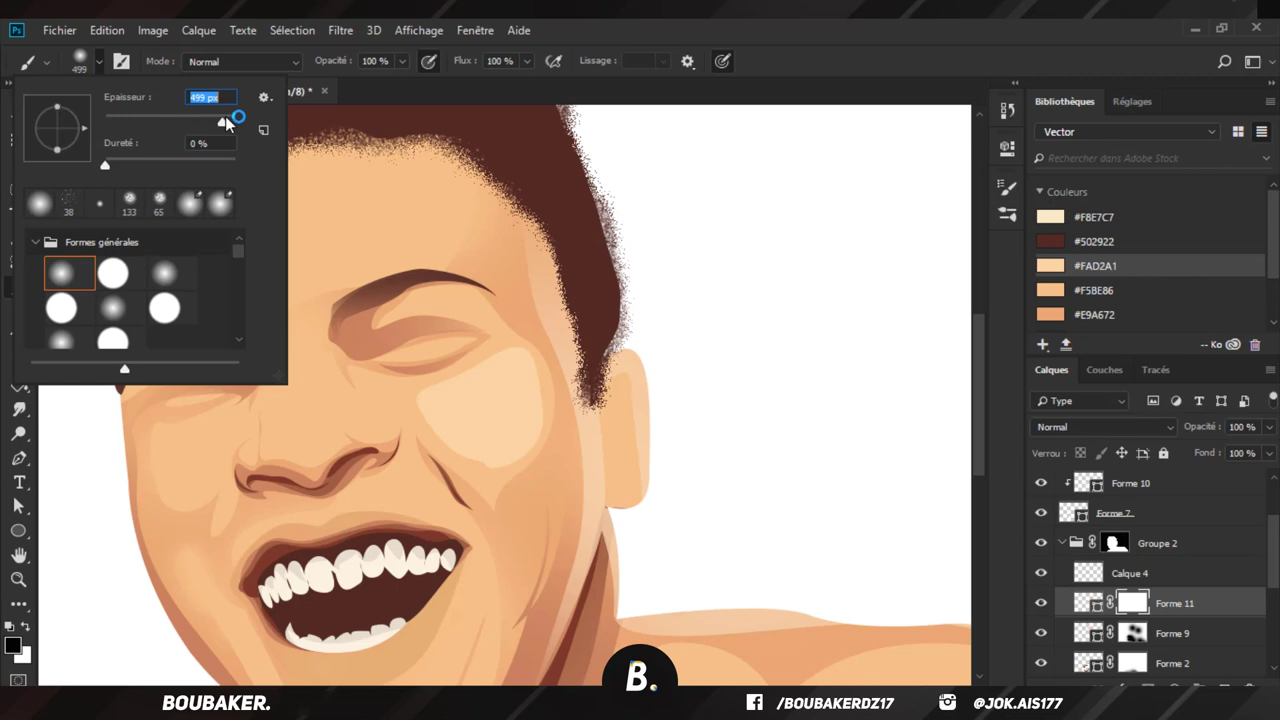 Ps Fichier Edition Image Calque Texte Sélection Filtre 3D Affichage Fenêtre Aide
499 Mode : Normal Opacité : 100 % Flux : 100 % Lissage :
/8) *
Epaisseur : 499 px
Dureté : 0 %
38 133 65
Formes générales
Bibliothèques Réglages
Vector
Rechercher dans Adobe Stock
Couleurs
#F8E7C7
#502922
#FAD2A1
#F5BE86
#E9A672
-- Ko
Calques Couches Tracés
Type
Normal Opacité : 100 %
Verrou : Fond : 100 %
Forme 10
Forme 7
Groupe 2
Calque 4
Forme 11
Forme 9
Forme 2
BOUBAKER. B. /BOUBAKERDZ17 @JOK.AIS177